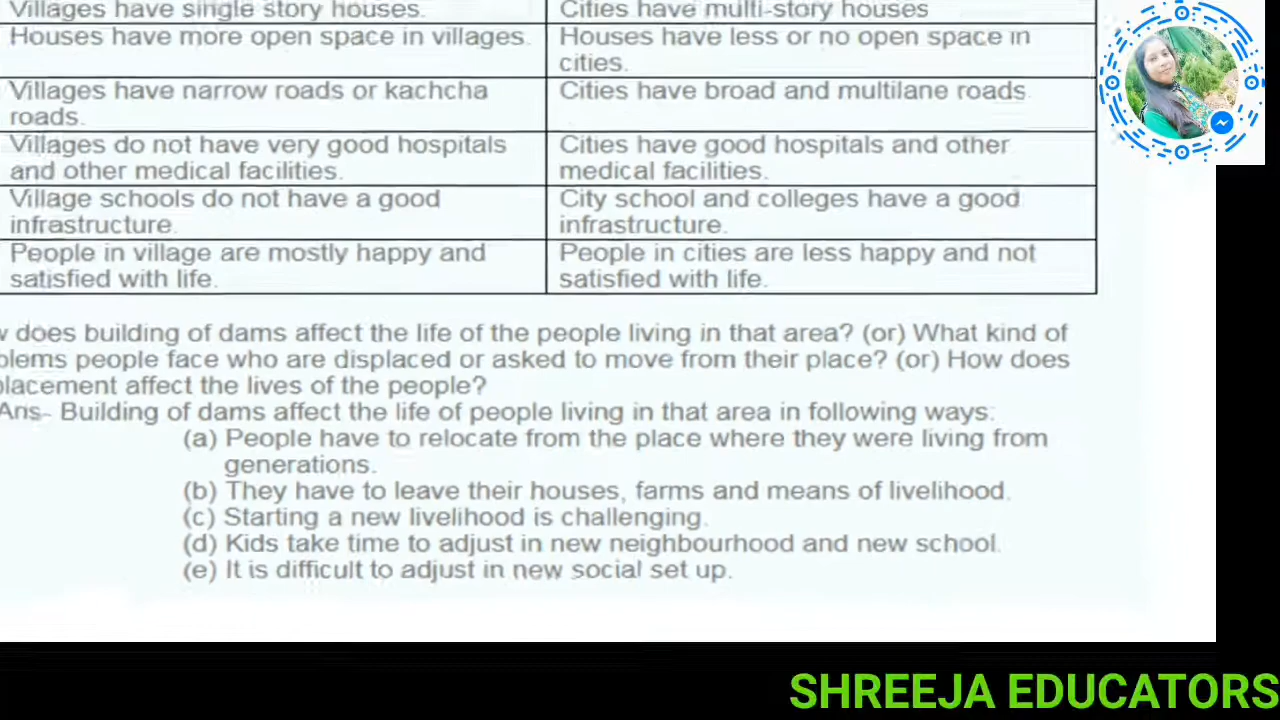 Villages have single story houses.
Cities have multi-story houses
Houses have more open space in villages.
Houses have less or no open space in
cities.
Villages have narrow roads or kachcha
roads.
Cities have broad and multilane roads.
Villages do not have very good hospitals
and other medical facilities.
Cities have good hospitals and other
medical facilities.
Village schools do not have a good
infrastructure.
City school and colleges have a good
infrastructure.
People in village are mostly happy and
satisfied with life.
People in cities are less happy and not
satisfied with life.
w does building of dams affect the life of the people living in that area? (or) What kind of
blems people face who are displaced or asked to move from their place? (or) How does
placement affect the lives of the people?
Ans- Building of dams affect the life of people living in that area in following ways:
(a) People have to relocate from the place where they were living from
generations.
(b) They have to leave their houses, farms and means of livelihood.
(c) Starting a new livelihood is challenging.
(d) Kids take time to adjust in new neighbourhood and new school.
(e) It is difficult to adjust in new social set up.
SHREEJA EDUCATORS